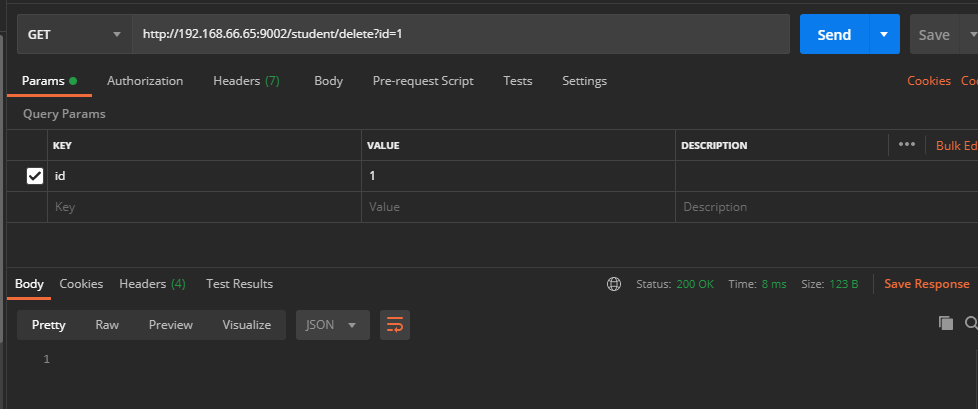 GET http://192.168.66.65:9002/student/delete?id=1 Send Save
Params Authorization Headers (7) Body Pre-request Script Tests Settings Cookies
Query Params
KEY VALUE DESCRIPTION ••• Bulk Ed
id 1
Key Value Description
Body Cookies Headers (4) Test Results Status: 200 OK Time: 8 ms Size: 123 B Save Response
Pretty Raw Preview Visualize JSON
1